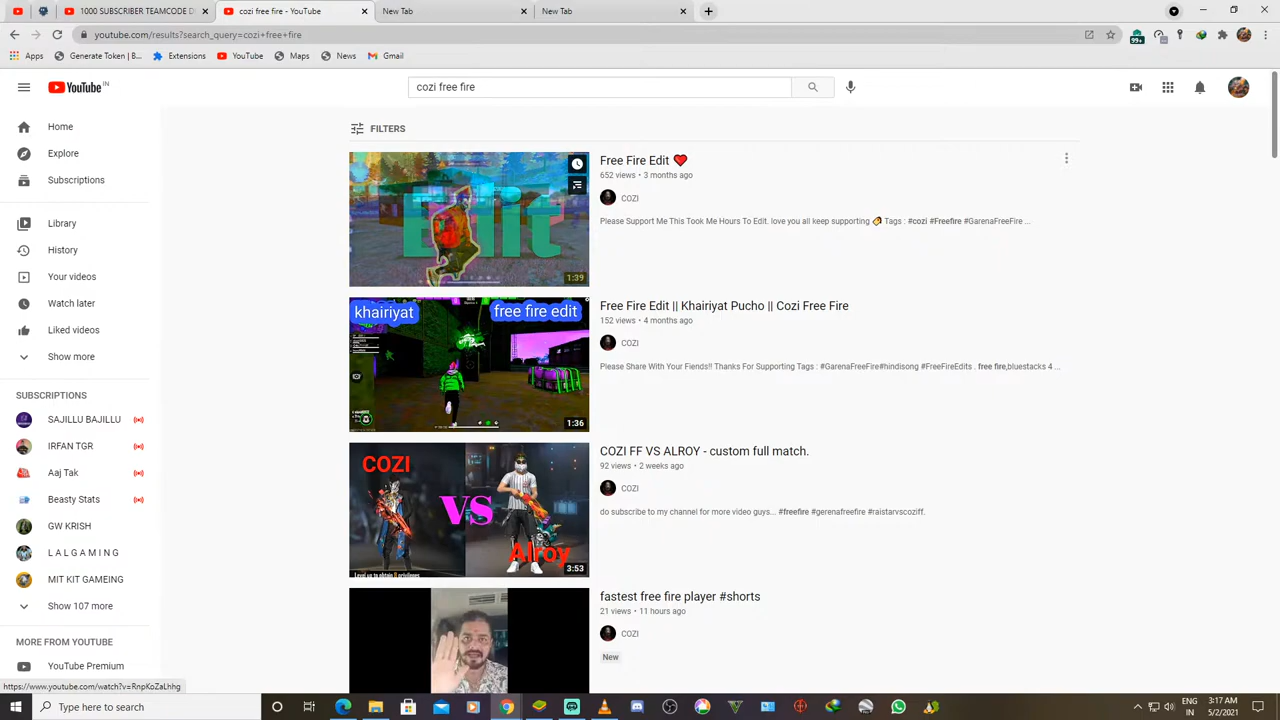 1000 SUBSCRIBER TEAMCODE D
cozi free fire - YouTube
New Tab
New Tab
youtube.com/results?search_query=cozi+free+fire
99+
Apps
Generate Token | B...
Extensions
YouTube
Maps
News
Gmail
YouTube IN
cozi free fire
Home
Explore
Subscriptions
Library
History
Your videos
Watch later
Liked videos
Show more
SUBSCRIPTIONS
SAJILLU BAJILLU
IRFAN TGR
Aaj Tak
Beasty Stats
GW KRISH
L A L G A M I N G
MIT KIT GAMEING
Show 107 more
MORE FROM YOUTUBE
YouTube Premium
https://www.youtube.com/watch?v=RnpKoZaLhhg
FILTERS
Edit
1:39
Free Fire Edit ❤️
652 views • 3 months ago
COZI
Please Support Me This Took Me Hours To Edit. love you all keep supporting Tags : #cozi #Freefire #GarenaFreeFire ...
khairiyat
free fire edit
1:36
Free Fire Edit || Khairiyat Pucho || Cozi Free Fire
152 views • 4 months ago
COZI
Please Share With Your Fiends!! Thanks For Supporting Tags : #GarenaFreeFire#hindisong #FreeFireEdits . free fire,bluestacks 4 ...
COZI
VS
Alroy
Level up to obtain 8 privileges
3:53
COZI FF VS ALROY - custom full match.
92 views • 2 weeks ago
COZI
do subscribe to my channel for more video guys... #freefire #gerenafreefire #raistarvscoziff.
fastest free fire player #shorts
21 views • 11 hours ago
COZI
New
Type here to search
ENG
IN
3:17 AM
5/2/2021